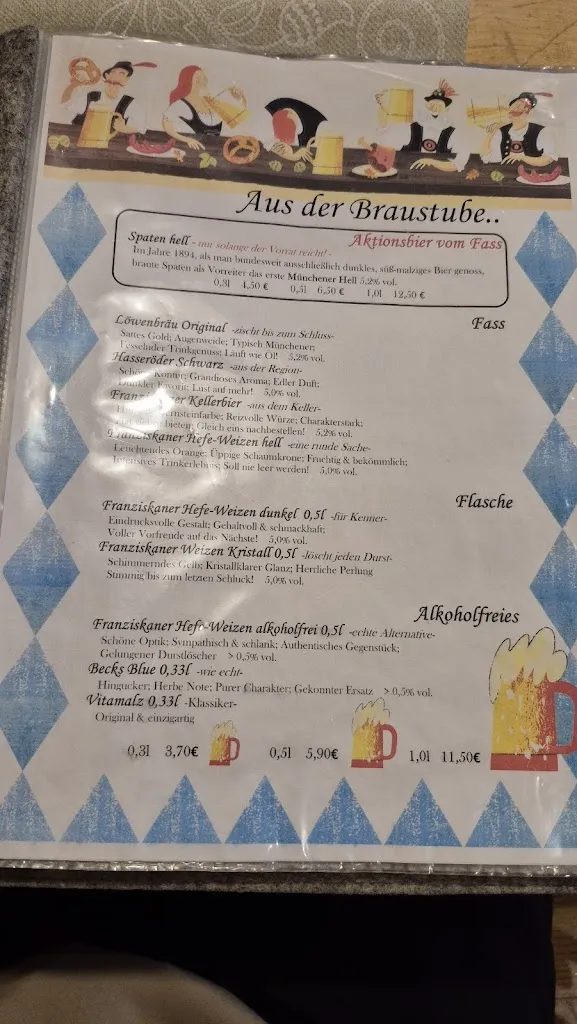 Aus der Braustube..
Spaten hell - nur solange der Vorrat reicht! - Aktionsbier vom Fass
Im Jahre 1894, als man bundesweit ausschließlich dunkles, süß-malziges Bier genoss,
braute Spaten als Vorreiter das erste Münchener Hell 5,2% vol.
0,3l 4,50 € 0,5l 6,50 € 1,0l 12,50 €
Fass
Löwenbräu Original -zischt bis zum Schluss-
Sattes Gold; Augenweide; Typisch Münchener;
Fesselnder Trinkgenuss; Läuft wie Öl! 5,2% vol.
Hasseröder Schwarz -aus der Region-
Schöne Kontur; Grandioses Aroma; Edler Duft;
Dunkler Favorit; Lust auf mehr! 5,0% vol.
Franziskaner Kellerbier -aus dem Keller-
Bernsteinfarbe; Reizvolle Würze; Charakterstark;
Gleich eins nachbestellen! 5,2% vol.
Franziskaner Hefe-Weizen hell -eine runde Sache-
Leuchtendes Orange; Üppige Schaumkrone; Fruchtig & bekömmlich;
Intensives Trinkerlebnis; Soll nie leer werden! 5,0% vol.
Flasche
Franziskaner Hefe-Weizen dunkel 0,5l -für Kenner-
Eindrucksvolle Gestalt; Gehaltvoll & schmackhaft;
Voller Vorfreude auf das Nächste! 5,0% vol.
Franziskaner Weizen Kristall 0,5l -löscht jeden Durst-
Schimmerndes Gelb; Kristallklarer Glanz; Herrliche Perlung
Stimmig bis zum letzten Schluck! 5,0% vol.
Alkoholfreies
Franziskaner Hefe-Weizen alkoholfrei 0,5l -echte Alternative-
Schöne Optik; Sympathisch & schlank; Authentisches Gegenstück;
Gelungener Durstlöscher > 0,5% vol.
Becks Blue 0,33l -wie echt-
Hingucker; Herbe Note; Purer Charakter; Gekonnter Ersatz > 0,5% vol.
Vitamalz 0,33l -Klassiker-
Original & einzigartig
0,3l 3,70€ 0,5l 5,90€ 1,0l 11,50€